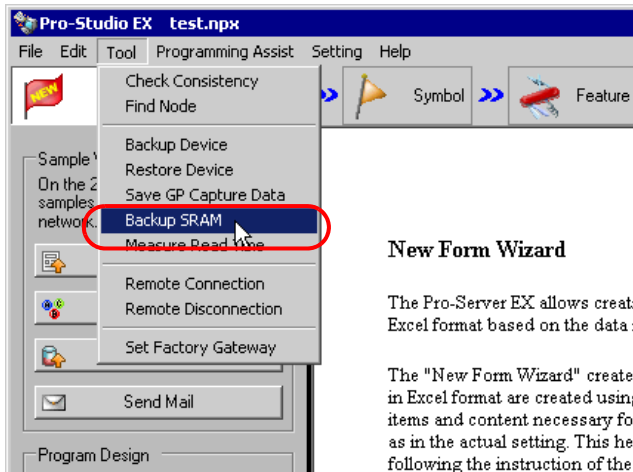 Pro-Studio EX test.npx
File Edit Tool Programming Assist Setting Help
NEW
Symbol
Feature
Check Consistency
Find Node
Backup Device
Restore Device
Save GP Capture Data
Backup SRAM
Measure Read Time
Remote Connection
Remote Disconnection
Set Factory Gateway
Sample
On the 2
samples
network.
Send Mail
Program Design
New Form Wizard
The Pro-Server EX allows creat
Excel format based on the data
The "New Form Wizard" create
in Excel format are created using
items and content necessary fo
as in the actual setting. This he
following the instruction of the